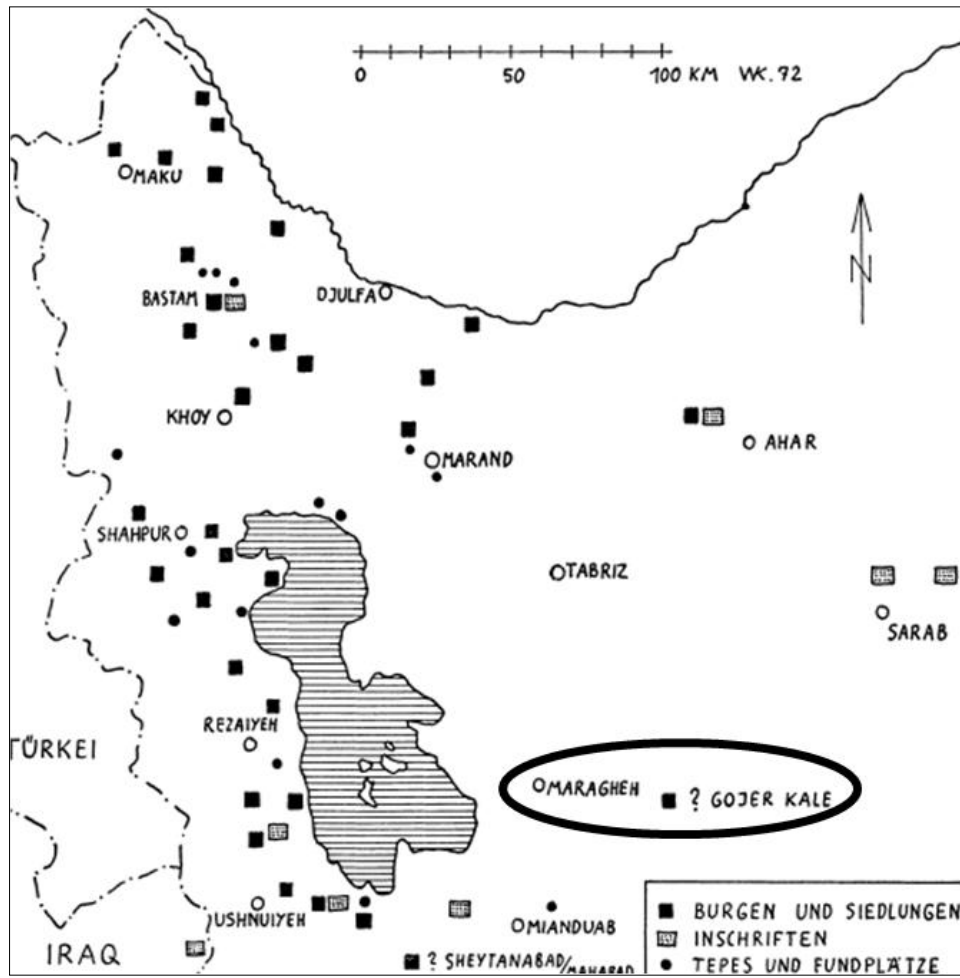 0 50 100 KM WK.72
MAKU
BASTAM
DJULFA
N
KHOY
AHAR
MARAND
SHAHPUR
TABRIZ
SARAB
REZAIYEH
TÜRKEI
MARAGHEH
? GOJER KALE
USHNUIYEH
MIANDUAB
IRAQ
? SHEYTANABAD/MAHABAD
BURGEN UND SIEDLUNGEN
INSCHRIFTEN
TEPES UND FUNDPLÄTZE